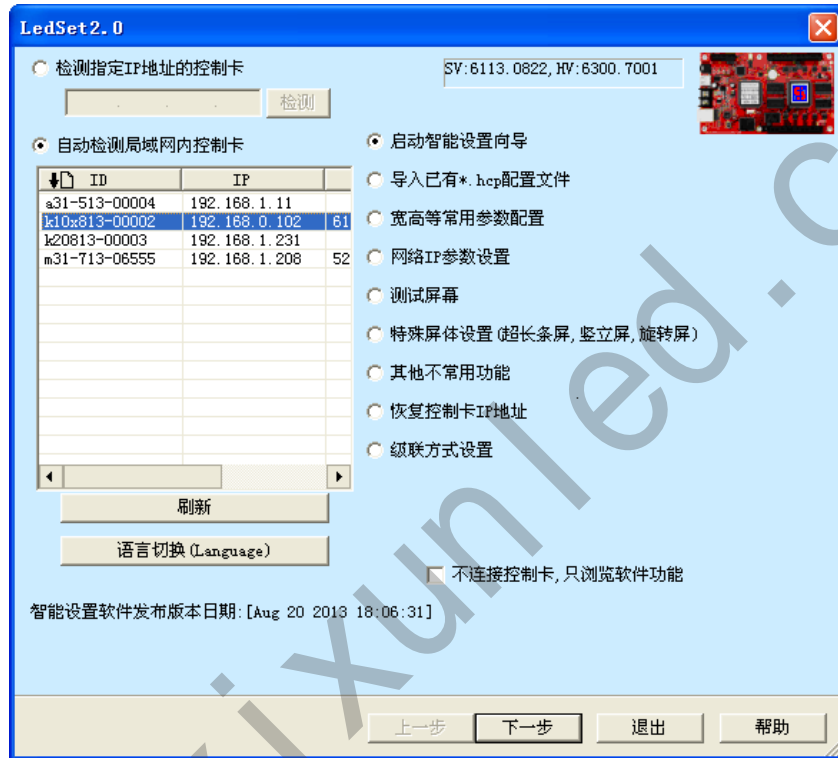 LedSet2.0
检测指定IP地址的控制卡
SV:6113.0822,HV:6300.7001
检测
自动检测局域网内控制卡
启动智能设置向导
ID IP
导入已有*.hcp配置文件
a31-513-00004 192.168.1.11
k10x813-00002 192.168.0.102 61
宽高等常用参数配置
k20813-00003 192.168.1.231
m31-713-06555 192.168.1.208 52
网络IP参数设置
测试屏幕
特殊屏体设置(超长条屏,竖立屏,旋转屏)
其他不常用功能
恢复控制卡IP地址
级联方式设置
刷新
语言切换(Language)
不连接控制卡,只浏览软件功能
智能设置软件发布版本日期:[Aug 20 2013 18:06:31]
上一步 下一步 退出 帮助
ixunled.c